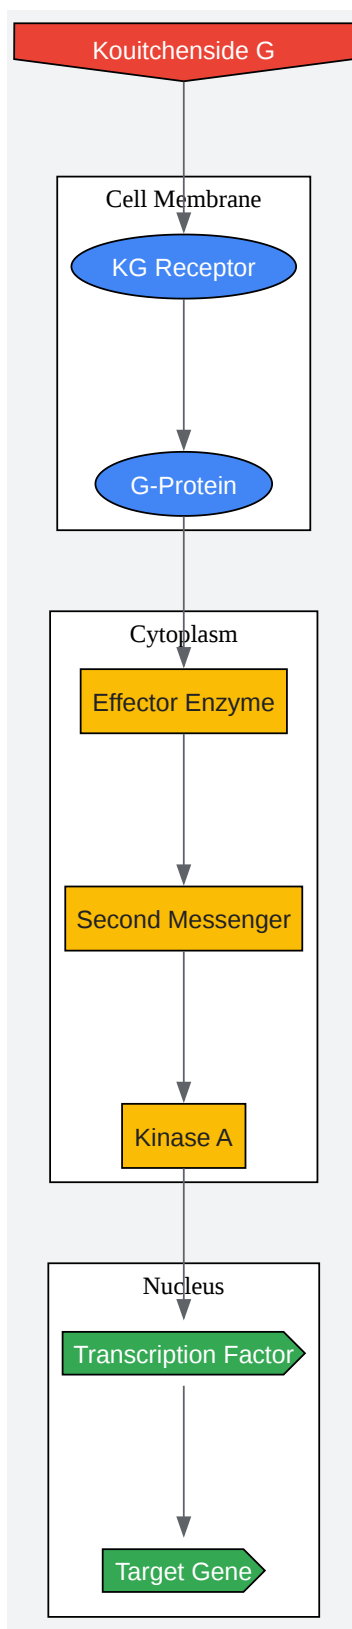 Kouitchenside G
Cell Membrane
KG Receptor
G-Protein
Cytoplasm
Effector Enzyme
Second Messenger
Kinase A
Nucleus
Transcription Factor
Target Gene